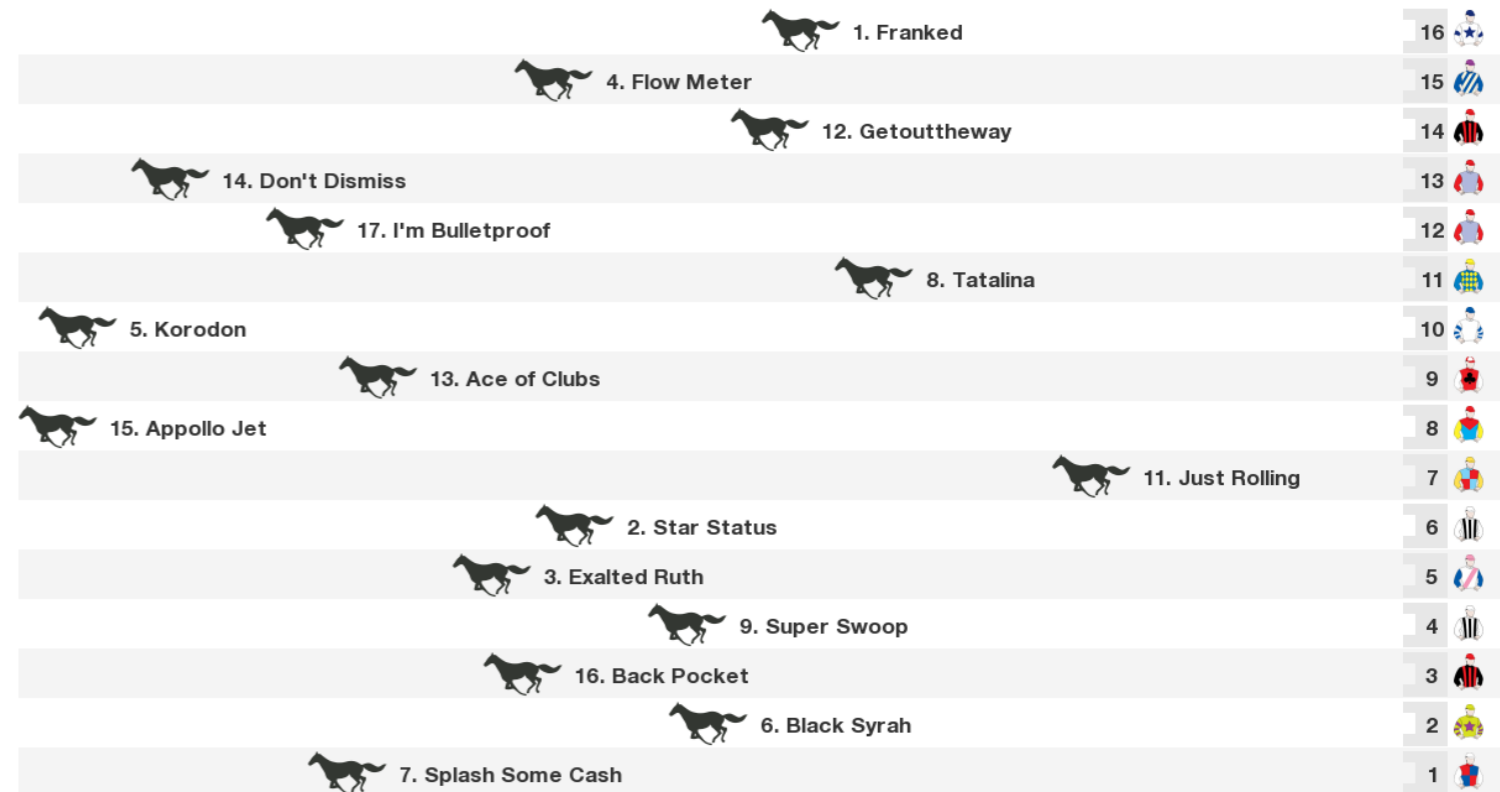 1. Franked 16
4. Flow Meter 15
12. Getouttheway 14
14. Don't Dismiss 13
17. I'm Bulletproof 12
8. Tatalina 11
5. Korodon 10
13. Ace of Clubs 9
15. Appollo Jet 8
11. Just Rolling 7
2. Star Status 6
3. Exalted Ruth 5
9. Super Swoop 4
16. Back Pocket 3
6. Black Syrah 2
7. Splash Some Cash 1